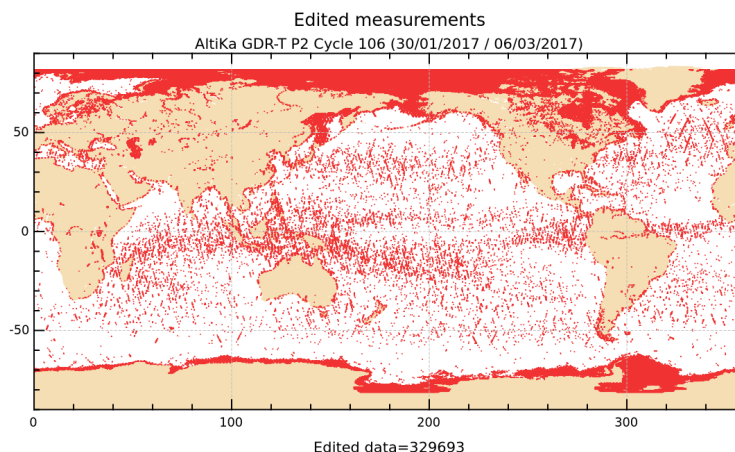 Edited measurements
AltiKa GDR-T P2 Cycle 106 (30/01/2017 / 06/03/2017)
50
0
-50
0 100 200 300
Edited data=329693